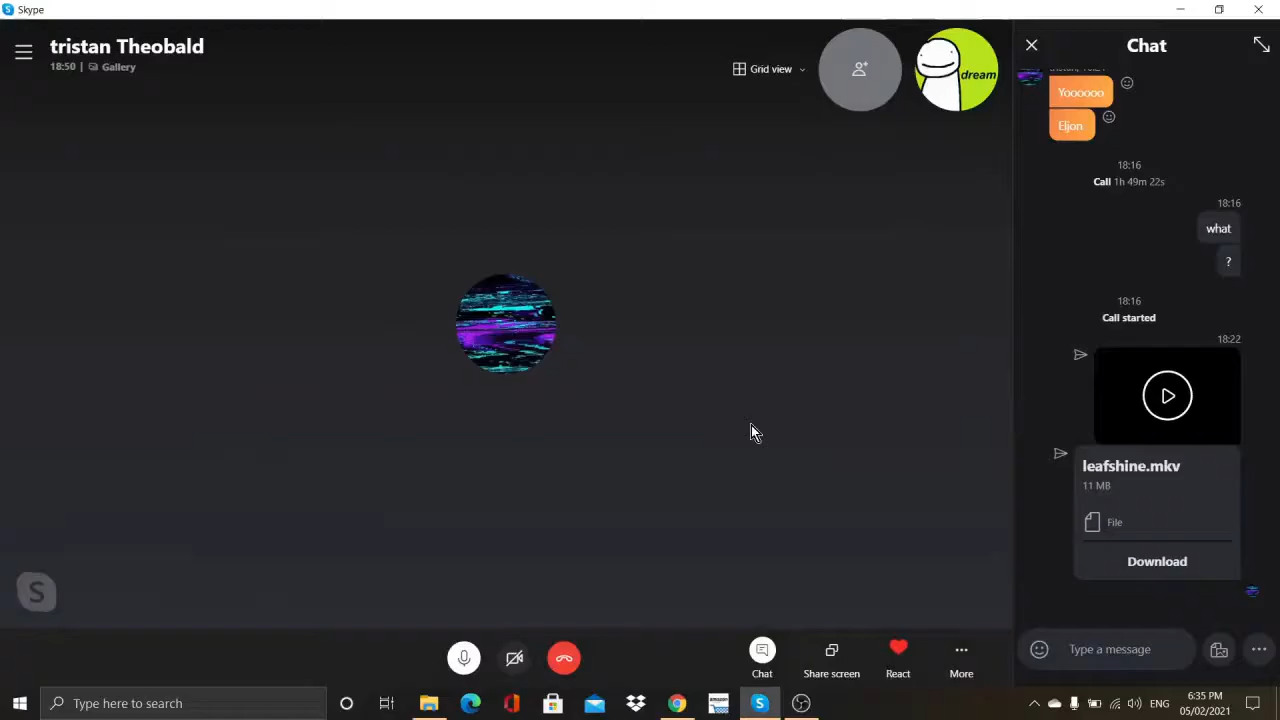 Skype
tristan Theobald
18:50 | Gallery
Grid view
dream
Chat
Yoooooo
Eljon
18:16
Call 1h 49m 22s
18:16
what
?
18:16
Call started
18:22
leafshine.mkv
11 MB
File
Download
S
Chat
Share screen
React
More
Type a message
Type here to search
ENG
6:35 PM
05/02/2021